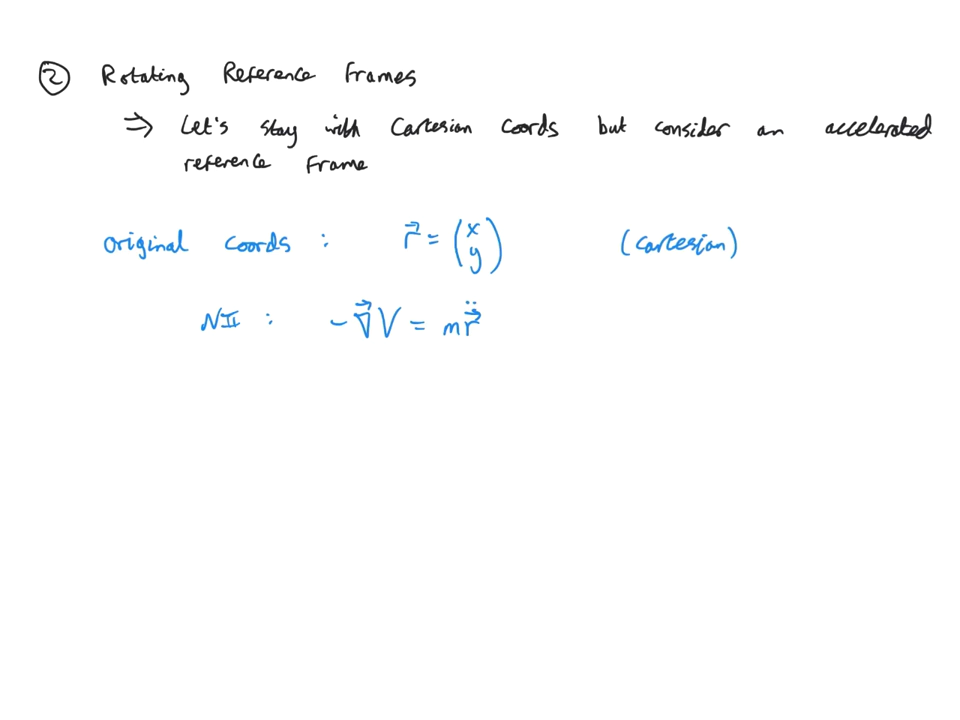 ② Rotating Reference Frames
⇒ Let's stay with Cartesian Coords but consider an accelerated
reference frame
original coords : r⃗ = (x y) (Cartesian)
NII : -∇⃗V = mr̈⃗